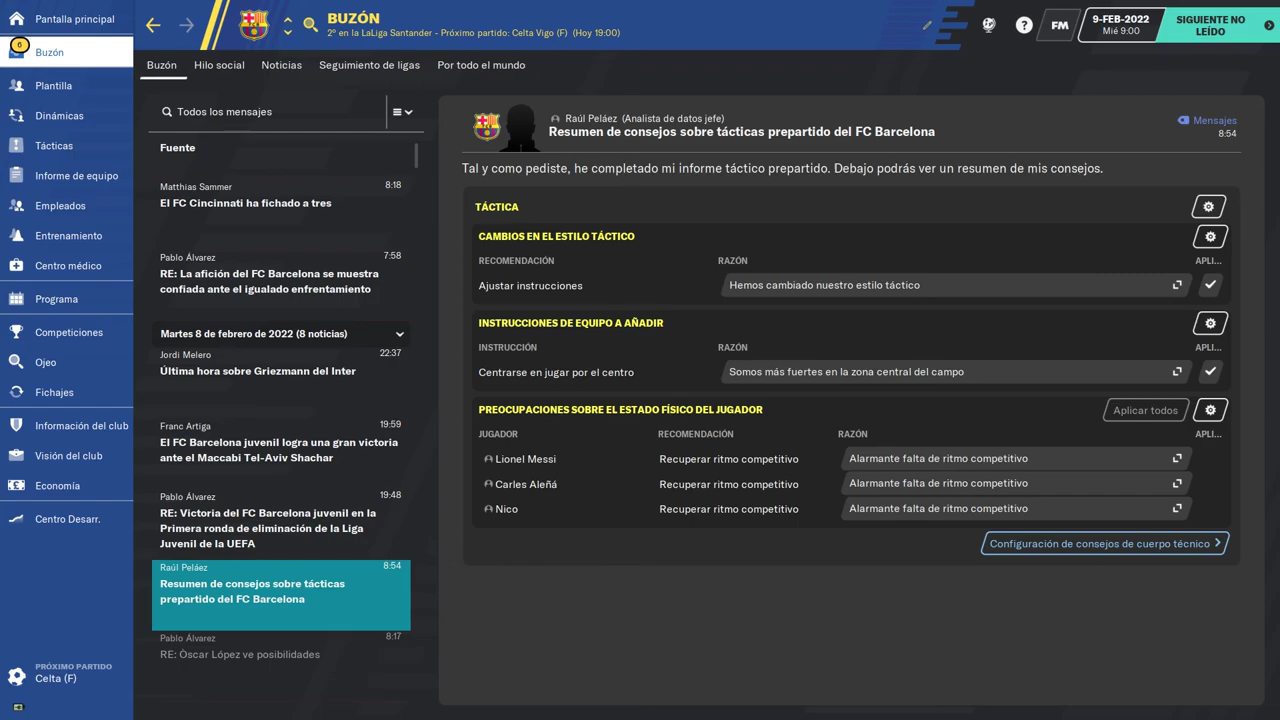 Pantalla principal
6
Buzón
Plantilla
Dinámicas
Tácticas
Informe de equipo
Empleados
Entrenamiento
Centro médico
Programa
Competiciones
Ojeo
Fichajes
Información del club
Visión del club
Economía
Centro Desarr.
PRÓXIMO PARTIDO
Celta (F)
BUZÓN
2º en la LaLiga Santander - Próximo partido: Celta Vigo (F) (Hoy 19:00)
FM
9-FEB-2022
Mié 9:00
SIGUIENTE NO LEÍDO
Buzón
Hilo social
Noticias
Seguimiento de ligas
Por todo el mundo
Todos los mensajes
Fuente
Matthias Sammer 8:18
El FC Cincinnati ha fichado a tres
Pablo Álvarez 7:58
RE: La afición del FC Barcelona se muestra
confiada ante el igualado enfrentamiento
Martes 8 de febrero de 2022 (8 noticias)
Jordi Melero 22:37
Última hora sobre Griezmann del Inter
Franc Artiga 19:59
El FC Barcelona juvenil logra una gran victoria
ante el Maccabi Tel-Aviv Shachar
Pablo Álvarez 19:48
RE: Victoria del FC Barcelona juvenil en la
Primera ronda de eliminación de la Liga
Juvenil de la UEFA
Raúl Peláez 8:54
Resumen de consejos sobre tácticas
prepartido del FC Barcelona
Pablo Álvarez 8:17
RE: Òscar López ve posibilidades
Raúl Peláez (Analista de datos jefe)
Resumen de consejos sobre tácticas prepartido del FC Barcelona
Mensajes
8:54
Tal y como pediste, he completado mi informe táctico prepartido. Debajo podrás ver un resumen de mis consejos.
TÁCTICA
CAMBIOS EN EL ESTILO TÁCTICO
RECOMENDACIÓN RAZÓN APLI...
Ajustar instrucciones Hemos cambiado nuestro estilo táctico
INSTRUCCIONES DE EQUIPO A AÑADIR
INSTRUCCIÓN RAZÓN APLI...
Centrarse en jugar por el centro Somos más fuertes en la zona central del campo
PREOCUPACIONES SOBRE EL ESTADO FÍSICO DEL JUGADOR Aplicar todos
JUGADOR RECOMENDACIÓN RAZÓN APLI...
Lionel Messi Recuperar ritmo competitivo Alarmante falta de ritmo competitivo
Carles Aleñá Recuperar ritmo competitivo Alarmante falta de ritmo competitivo
Nico Recuperar ritmo competitivo Alarmante falta de ritmo competitivo
Configuración de consejos de cuerpo técnico